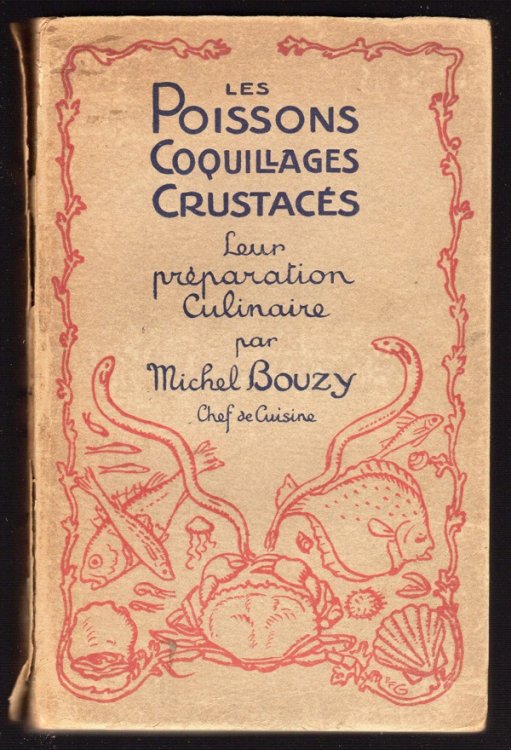 LES
POISSONS
COQUILLAGES
CRUSTACÉS
Leur
préparation
Culinaire
par
Michel BOUZY
Chef de Cuisine